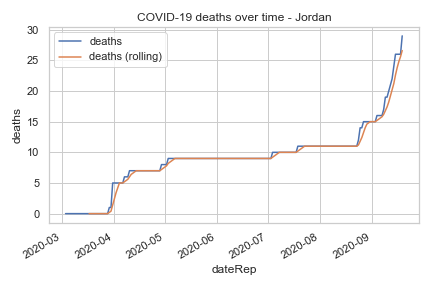 COVID-19 deaths over time - Jordan
deaths
deaths (rolling)
30
25
20
15
10
5
0
deaths
2020-03
2020-04
2020-05
2020-06
2020-07
2020-08
2020-09
dateRep